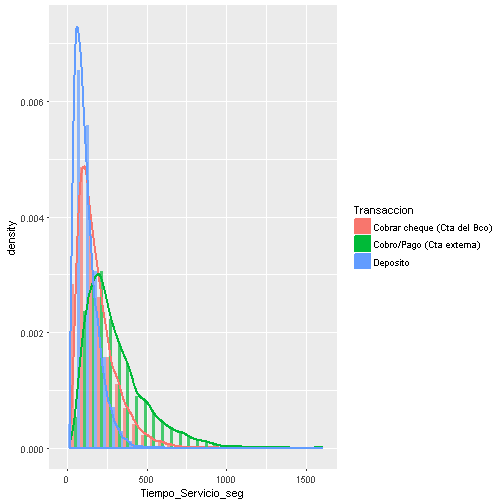 0.006
0.004
0.002
0.000
density
0
500
1000
1500
Tiempo_Servicio_seg
Transaccion
Cobrar cheque (Cta del Bco)
Cobro/Pago (Cta externa)
Deposito